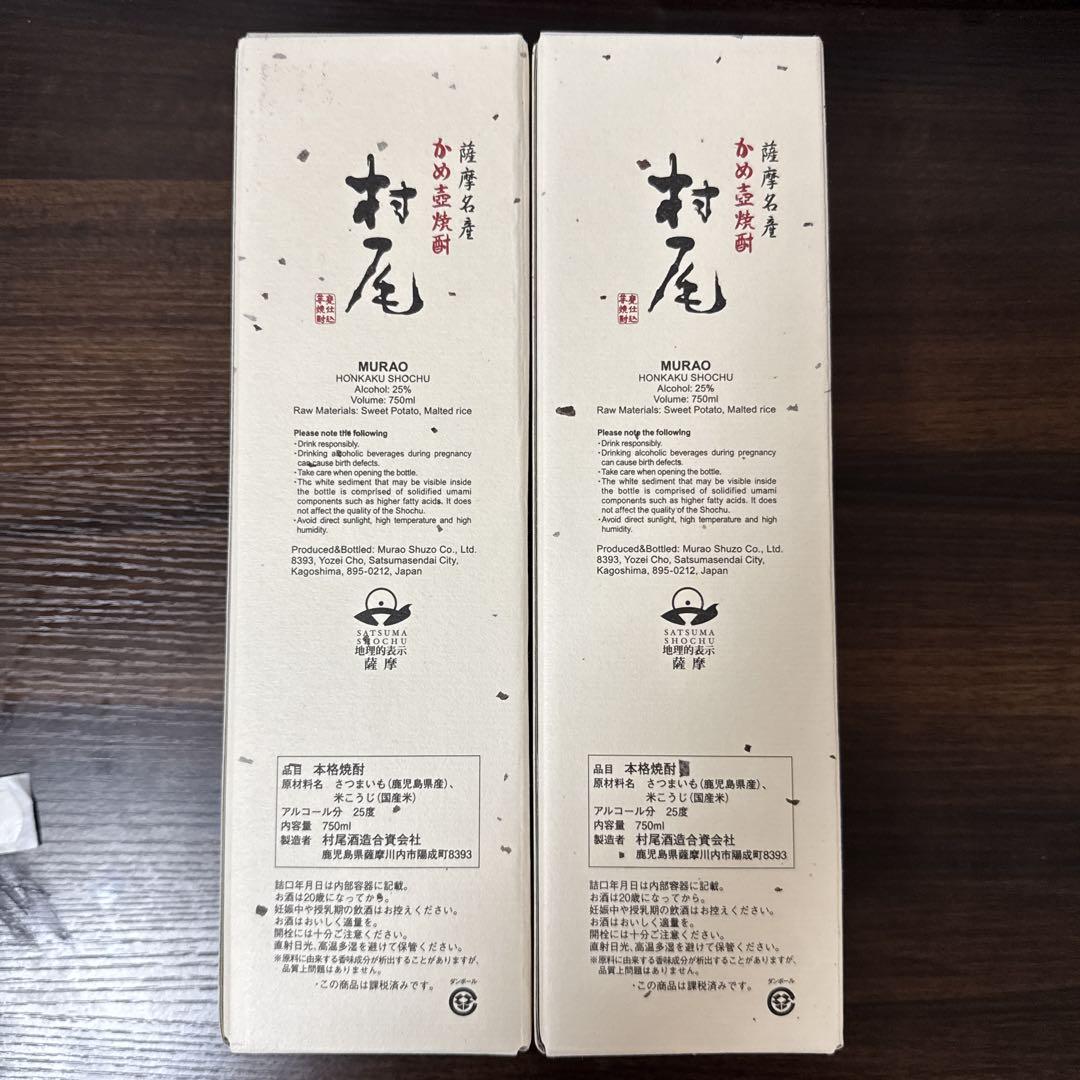 薩摩名産
かめ壺焼酎
村尾
甕仕込
芋焼酎
MURAO
HONKAKU SHOCHU
Alcohol: 25%
Volume: 750ml
Raw Materials: Sweet Potato, Malted rice
Please note the following
・Drink responsibly.
・Drinking alcoholic beverages during pregnancy
can cause birth defects.
・Take care when opening the bottle.
・The white sediment that may be visible inside
the bottle is comprised of solidified umami
components such as higher fatty acids. It does
not affect the quality of the Shochu.
・Avoid direct sunlight, high temperature and high
humidity.
Produced&Bottled: Murao Shuzo Co., Ltd.
8393, Yozei Cho, Satsumasendai City,
Kagoshima, 895-0212, Japan
SATSUMA
SHOCHU
地理的表示
薩摩
品目 本格焼酎
原材料名 さつまいも(鹿児島県産)、
米こうじ(国産米)
アルコール分 25度
内容量 750ml
製造者 村尾酒造合資会社
鹿児島県薩摩川内市陽成町8393
詰口年月日は内部容器に記載。
お酒は20歳になってから。
妊娠中や授乳期の飲酒はお控えください。
お酒はおいしく適量を。
開栓には十分ご注意ください。
直射日光、高温多湿を避けて保管ください。
※原料に由来する香味成分が析出することがありますが、
品質上問題はありません。
・この商品は課税済みです。
ダンボール
薩摩名産
かめ壺焼酎
村尾
甕仕込
芋焼酎
MURAO
HONKAKU SHOCHU
Alcohol: 25%
Volume: 750ml
Raw Materials: Sweet Potato, Malted rice
Please note the following
・Drink responsibly.
・Drinking alcoholic beverages during pregnancy
can cause birth defects.
・Take care when opening the bottle.
・The white sediment that may be visible inside
the bottle is comprised of solidified umami
components such as higher fatty acids. It does
not affect the quality of the Shochu.
・Avoid direct sunlight, high temperature and high
humidity.
Produced&Bottled: Murao Shuzo Co., Ltd.
8393, Yozei Cho, Satsumasendai City,
Kagoshima, 895-0212, Japan
SATSUMA
SHOCHU
地理的表示
薩摩
品目 本格焼酎
原材料名 さつまいも(鹿児島県産)、
米こうじ(国産米)
アルコール分 25度
内容量 750ml
製造者 村尾酒造合資会社
鹿児島県薩摩川内市陽成町8393
詰口年月日は内部容器に記載。
お酒は20歳になってから。
妊娠中や授乳期の飲酒はお控えください。
お酒はおいしく適量を。
開栓には十分ご注意ください。
直射日光、高温多湿を避けて保管ください。
※原料に由来する香味成分が析出することがありますが、
品質上問題はありません。
・この商品は課税済みです。
ダンボール